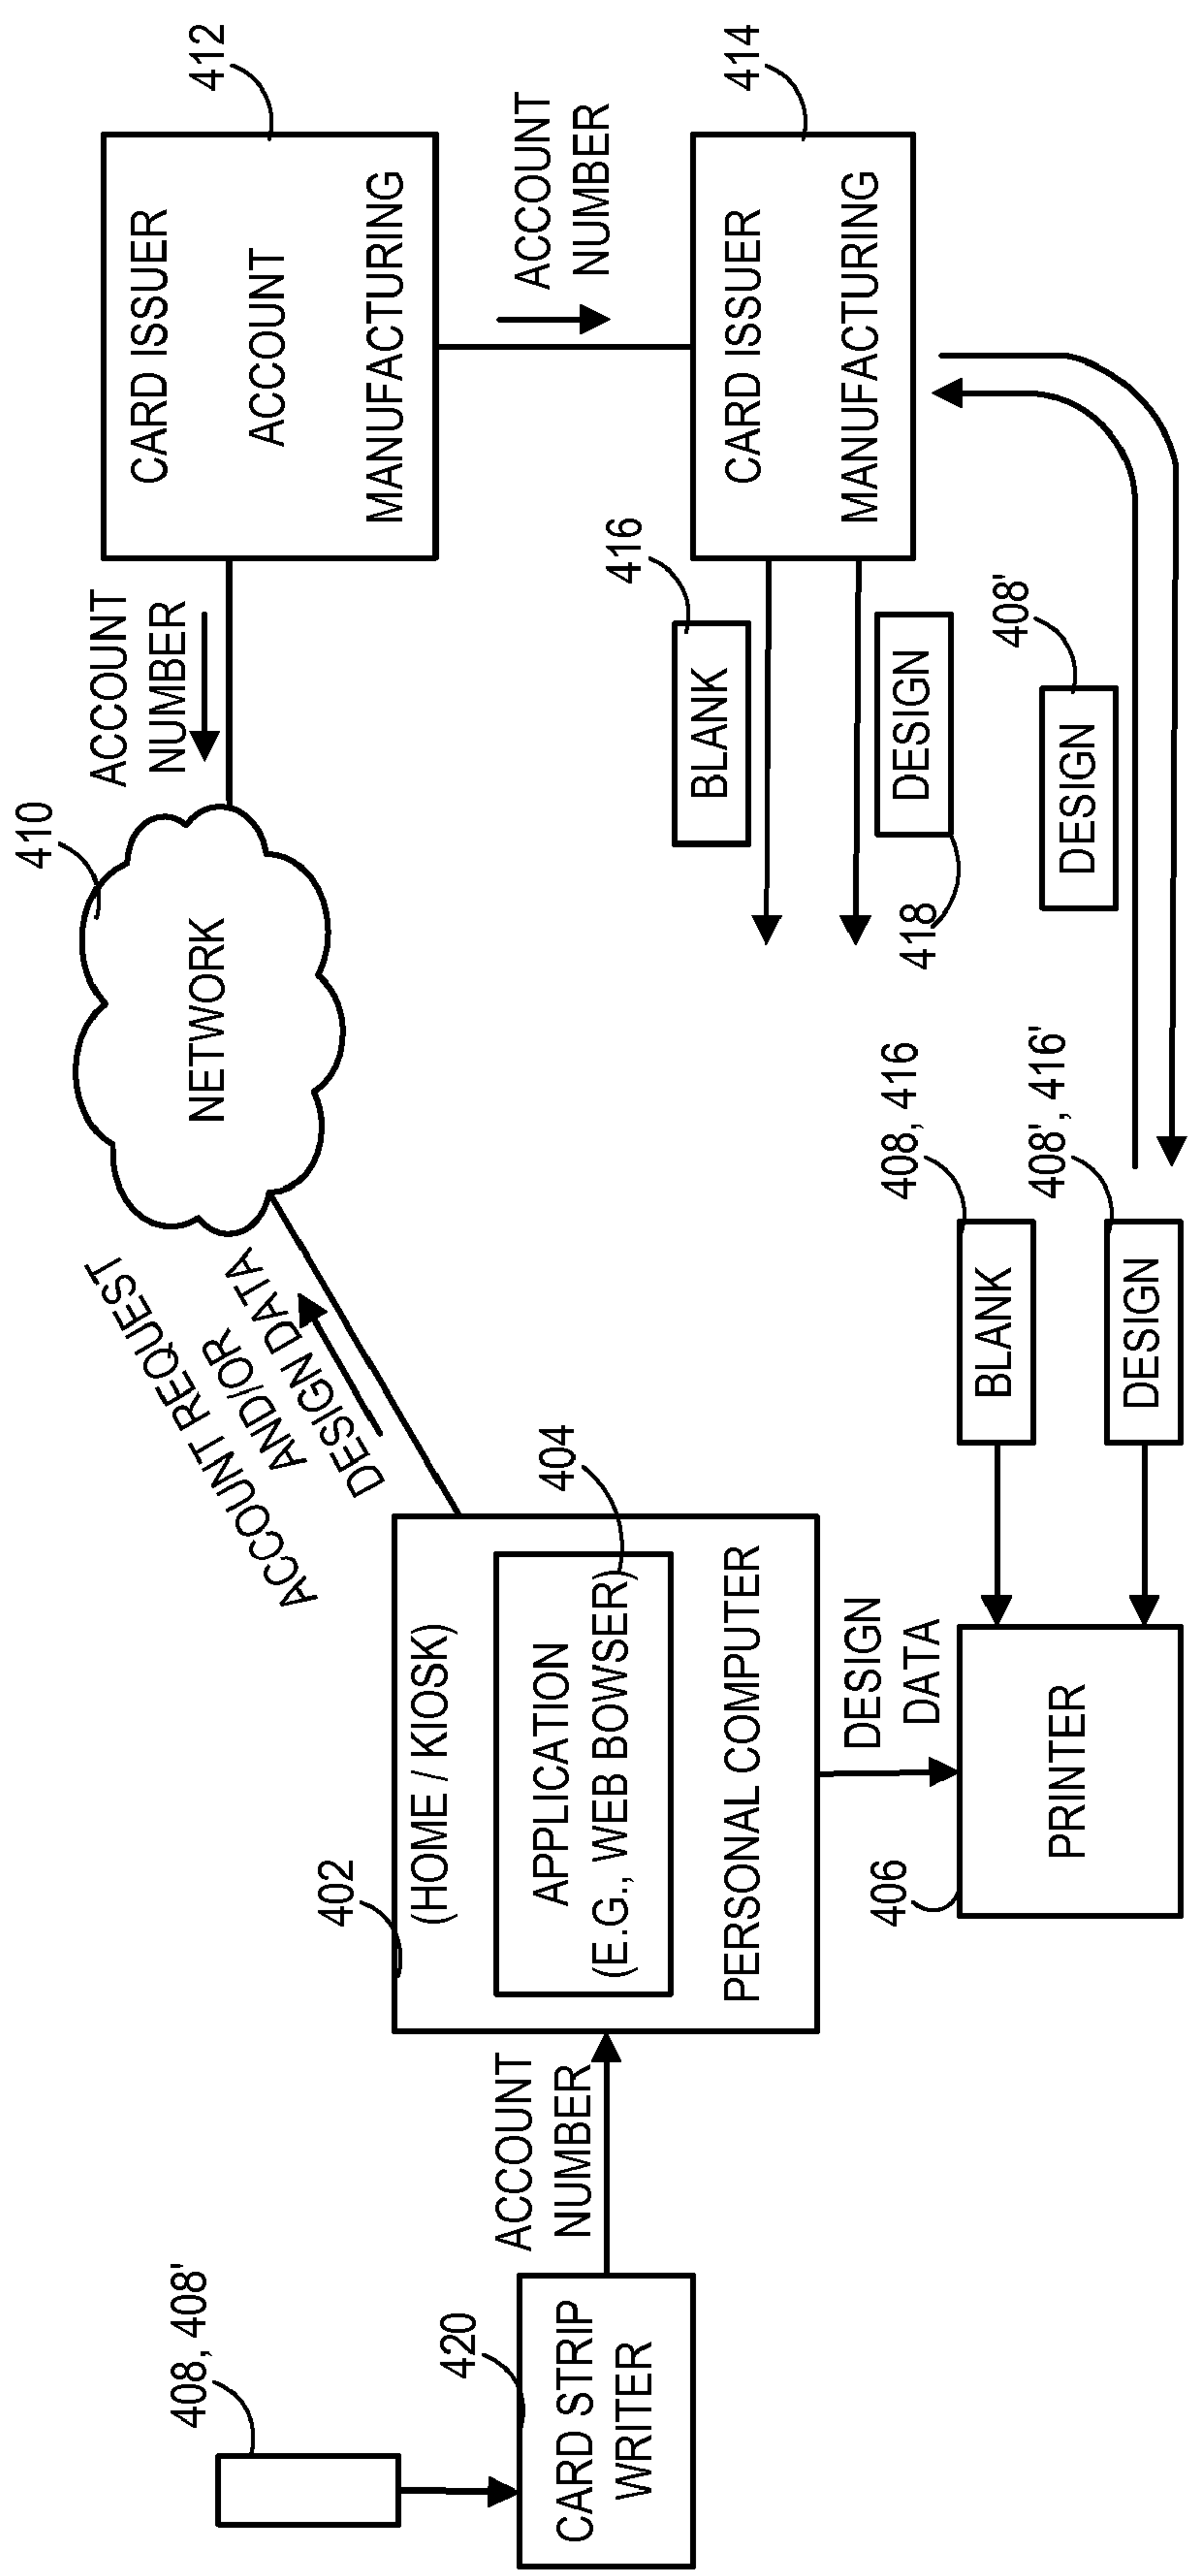 408, 408'
420
CARD STRIP
WRITER
ACCOUNT
NUMBER
402
(HOME / KIOSK)
APPLICATION
(E.G., WEB BOWSER)
404
PERSONAL COMPUTER
ACCOUNT REQUEST
AND/OR
DESIGN DATA
410
NETWORK
ACCOUNT
NUMBER
412
CARD ISSUER
ACCOUNT
MANUFACTURING
ACCOUNT
NUMBER
414
CARD ISSUER
MANUFACTURING
416
BLANK
DESIGN
418
DESIGN
408'
DESIGN
DATA
406
PRINTER
408, 416
BLANK
408', 416'
DESIGN